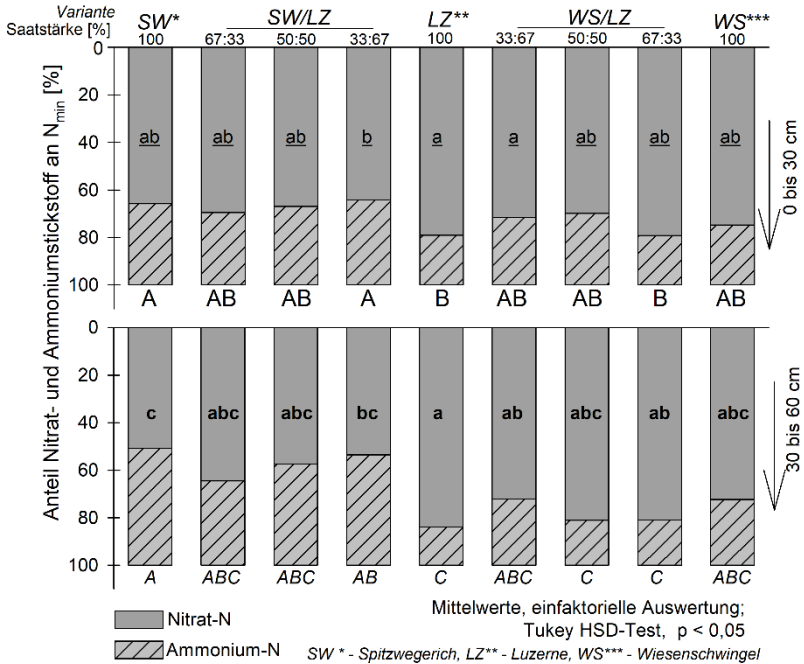 Variante SW* SW/LZ LZ** WS/LZ WS***
Saatstärke [%] 100 67:33 50:50 33:67 100 33:67 50:50 67:33 100
Anteil Nitrat- und Ammoniumstickstoff an Nmin [%]
0
20
40
60
80
100
ab ab ab b a a ab ab ab
A AB AB A B AB AB B AB
0 bis 30 cm
0
20
40
60
80
100
c abc abc bc a ab abc ab abc
A ABC ABC AB C ABC C C ABC
30 bis 60 cm
Nitrat-N
Ammonium-N
Mittelwerte, einfaktorielle Auswertung;
Tukey HSD-Test, p < 0,05
SW * - Spitzwegerich, LZ** - Luzerne, WS*** - Wiesenschwingel